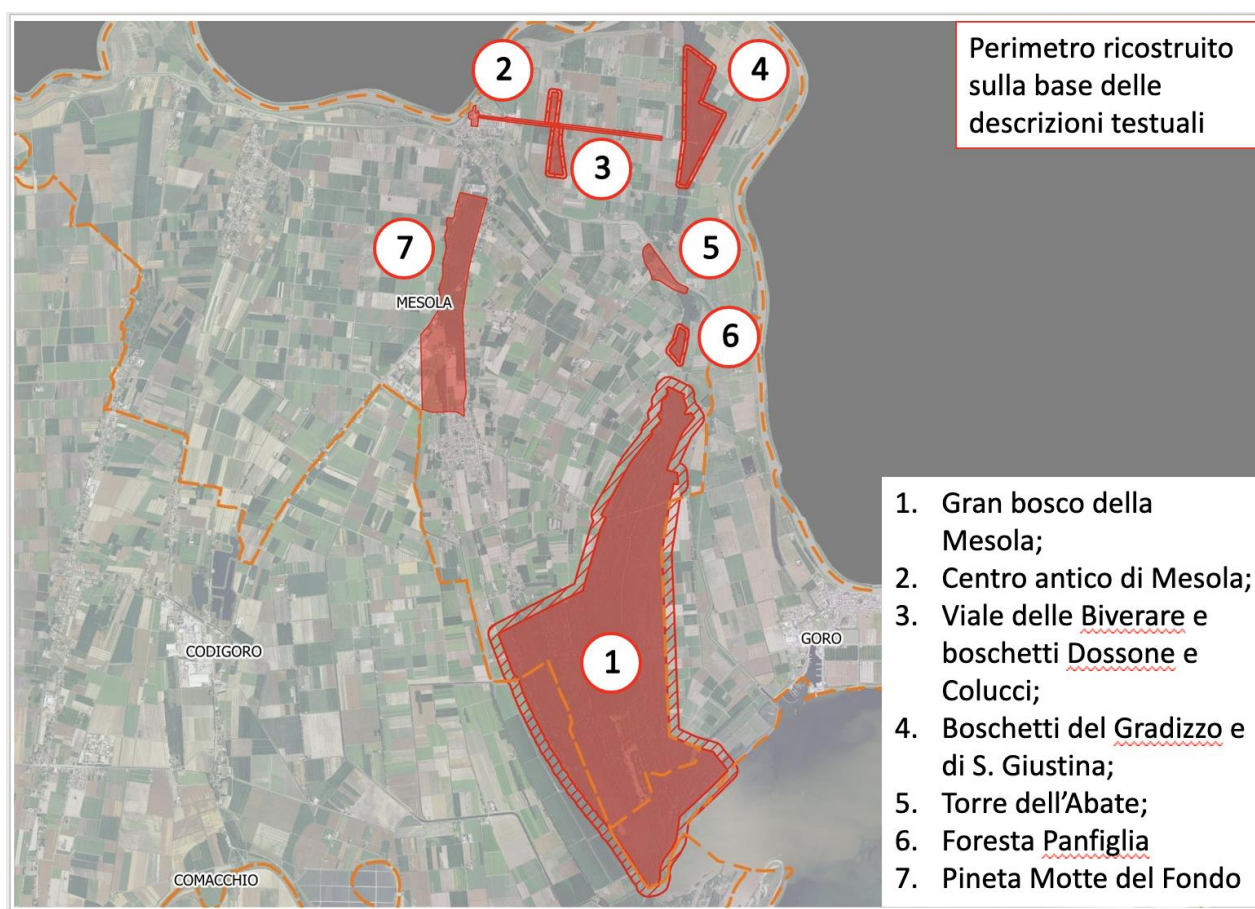 Perimetro ricostruito
sulla base delle
descrizioni testuali
2
4
3
7
5
MESOLA
6
1
CODIGORO
GORO
COMACCHIO
1. Gran bosco della
Mesola;
2. Centro antico di Mesola;
3. Viale delle Biverare e
boschetti Dossone e
Colucci;
4. Boschetti del Gradizzo e
di S. Giustina;
5. Torre dell’Abate;
6. Foresta Panfiglia
7. Pineta Motte del Fondo